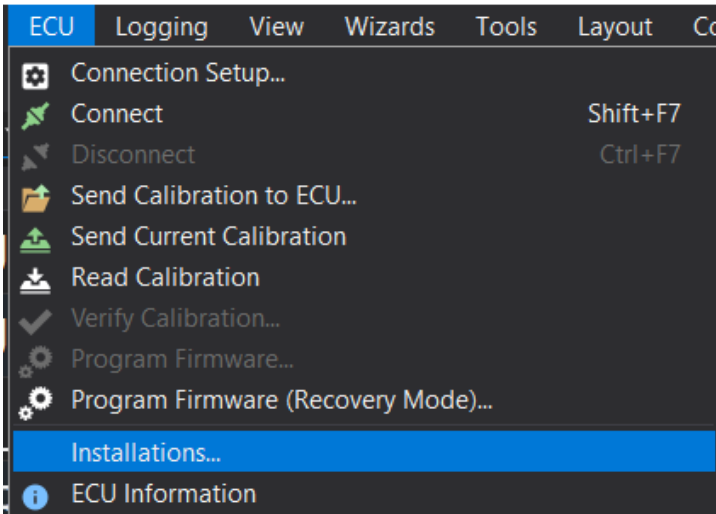 ECU Logging View Wizards Tools Layout
Connection Setup...
Connect Shift+F7
Disconnect Ctrl+F7
Send Calibration to ECU...
Send Current Calibration
Read Calibration
Verify Calibration...
Program Firmware...
Program Firmware (Recovery Mode)...
Installations...
ECU Information